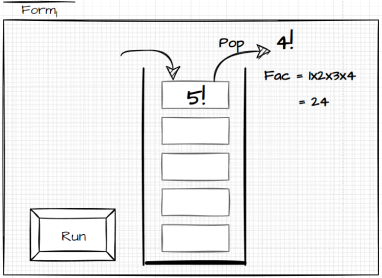 Form,
Pop
4!
Fac = 1x2x3x4
= 24
5!
Run